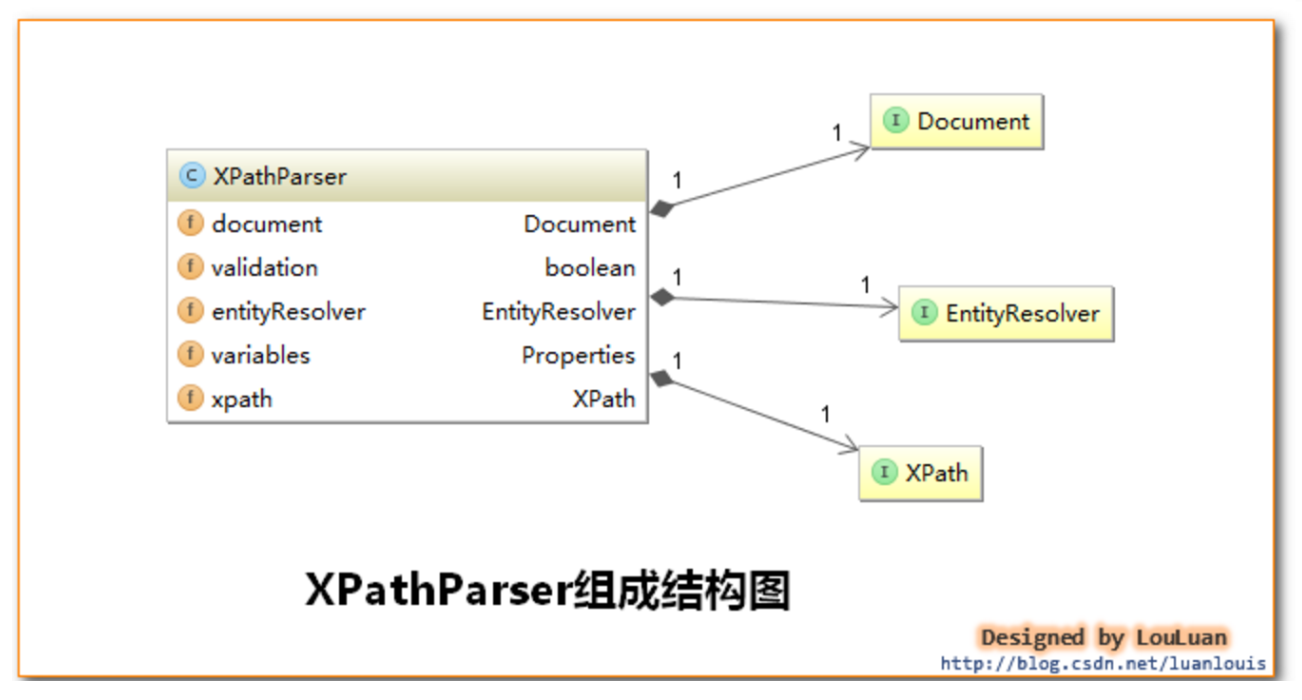 C XPathParser
f document Document
f validation boolean
f entityResolver EntityResolver
f variables Properties
f xpath XPath
1
1
I Document
1
1
I EntityResolver
1
1
I XPath
XPathParser组成结构图
Designed by LouLuan
http://blog.csdn.net/luanlouis